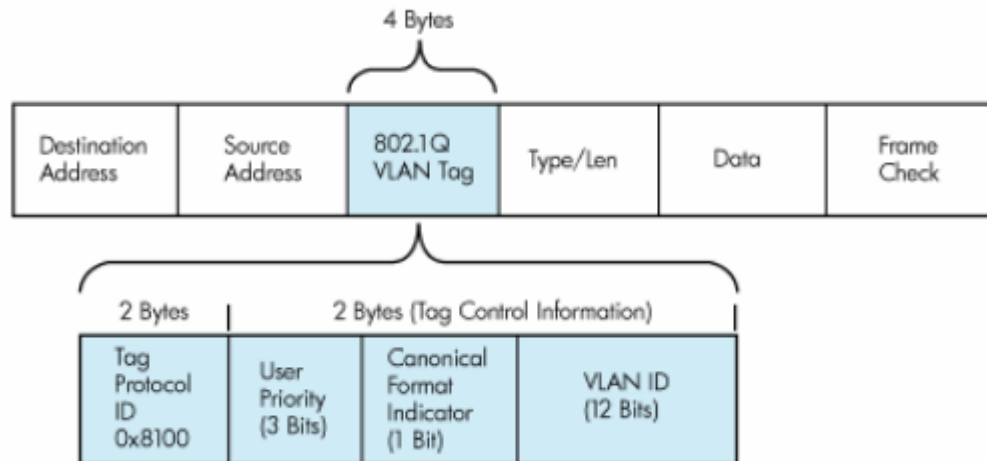 4 Bytes
Destination
Address
Source
Address
802.1Q
VLAN Tag
Type/Len
Data
Frame
Check
2 Bytes
2 Bytes (Tag Control Information)
Tag
Protocol
ID
0x8100
User
Priority
(3 Bits)
Canonical
Format
Indicator
(1 Bit)
VLAN ID
(12 Bits)